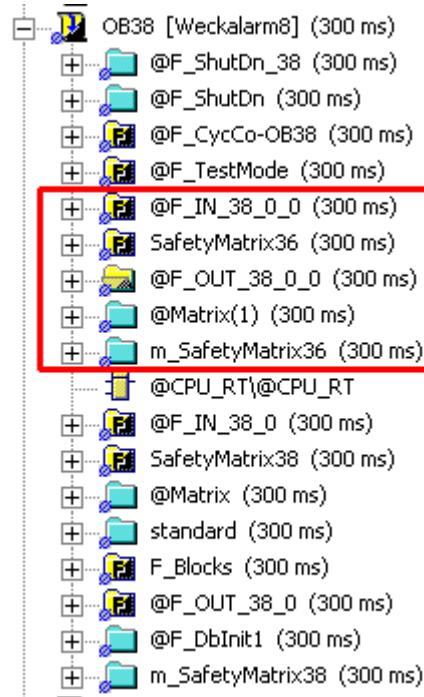 OB38 [Weckalarm8] (300 ms)
@F_ShutDn_38 (300 ms)
@F_ShutDn (300 ms)
@F_CycCo-OB38 (300 ms)
@F_TestMode (300 ms)
@F_IN_38_0_0 (300 ms)
SafetyMatrix36 (300 ms)
@F_OUT_38_0_0 (300 ms)
@Matrix(1) (300 ms)
m_SafetyMatrix36 (300 ms)
@CPU_RT\@CPU_RT
@F_IN_38_0 (300 ms)
SafetyMatrix38 (300 ms)
@Matrix (300 ms)
standard (300 ms)
F_Blocks (300 ms)
@F_OUT_38_0 (300 ms)
@F_DbInit1 (300 ms)
m_SafetyMatrix38 (300 ms)